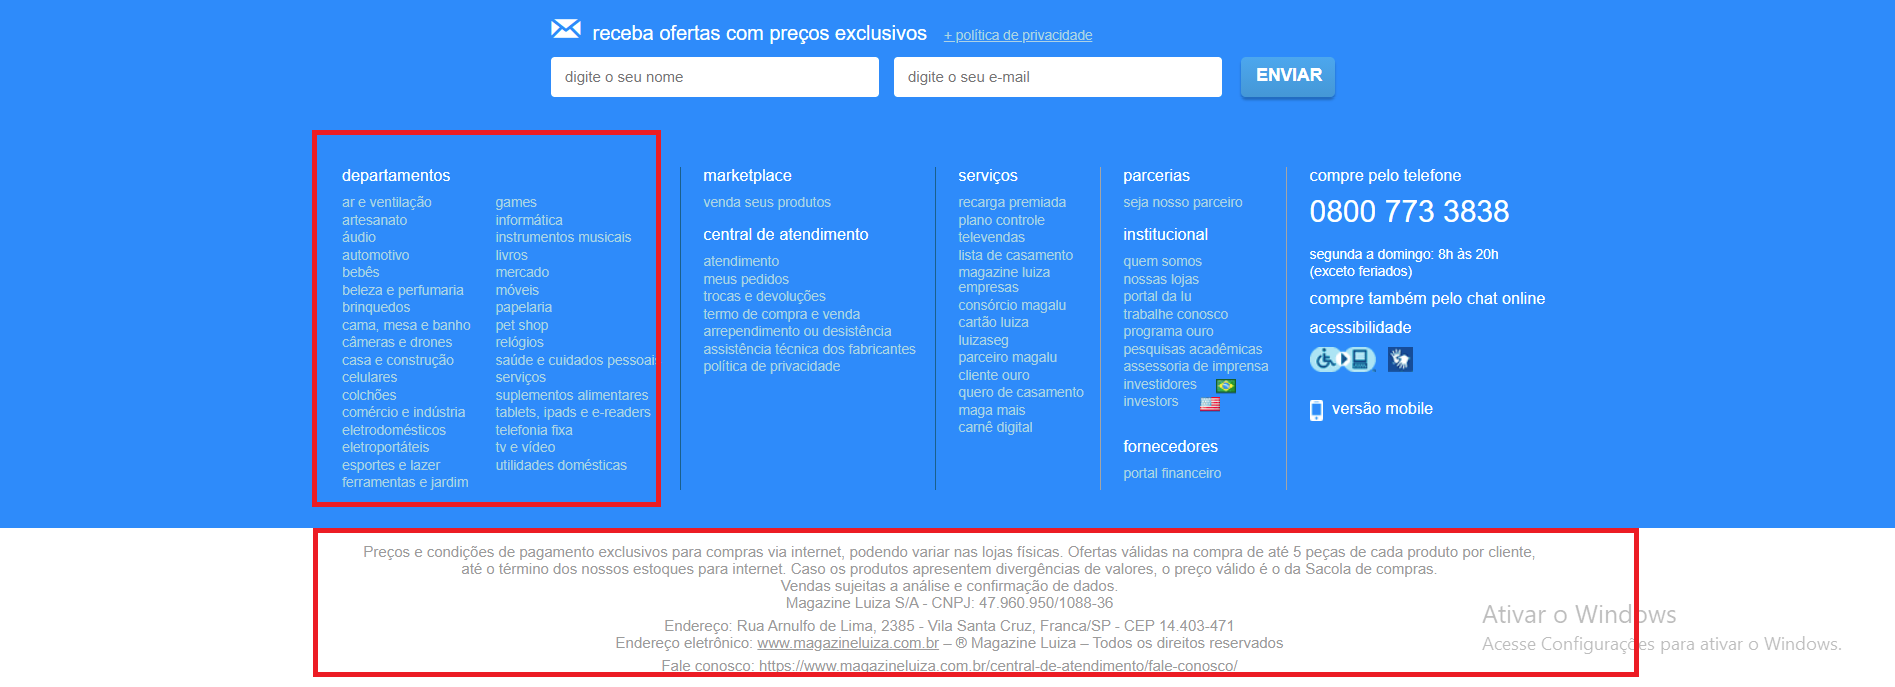 receba ofertas com preços exclusivos + política de privacidade
digite o seu nome
digite o seu e-mail
ENVIAR
departamentos
ar e ventilação
artesanato
áudio
automotivo
bebês
beleza e perfumaria
brinquedos
cama, mesa e banho
câmeras e drones
casa e construção
celulares
colchões
comércio e indústria
eletrodomésticos
eletroportáteis
esportes e lazer
ferramentas e jardim
games
informática
instrumentos musicais
livros
mercado
móveis
papelaria
pet shop
relógios
saúde e cuidados pessoais
serviços
suplementos alimentares
tablets, ipads e e-readers
telefonia fixa
tv e vídeo
utilidades domésticas
marketplace
venda seus produtos
central de atendimento
atendimento
meus pedidos
trocas e devoluções
termo de compra e venda
arrependimento ou desistência
assistência técnica dos fabricantes
política de privacidade
serviços
recarga premiada
plano controle
televendas
lista de casamento
magazine luiza
empresas
consórcio magalu
cartão luiza
luizaseg
parceiro magalu
cliente ouro
quero de casamento
maga mais
carnê digital
parcerias
seja nosso parceiro
institucional
quem somos
nossas lojas
portal da lu
trabalhe conosco
programa ouro
pesquisas acadêmicas
assessoria de imprensa
investidores
investors
fornecedores
portal financeiro
compre pelo telefone
0800 773 3838
segunda a domingo: 8h às 20h
(exceto feriados)
compre também pelo chat online
acessibilidade
versão mobile
Preços e condições de pagamento exclusivos para compras via internet, podendo variar nas lojas físicas. Ofertas válidas na compra de até 5 peças de cada produto por cliente,
até o término dos nossos estoques para internet. Caso os produtos apresentem divergências de valores, o preço válido é o da Sacola de compras.
Vendas sujeitas a análise e confirmação de dados.
Magazine Luiza S/A - CNPJ: 47.960.950/1088-36
Endereço: Rua Arnulfo de Lima, 2385 - Vila Santa Cruz, Franca/SP - CEP 14.403-471
Endereço eletrônico: www.magazineluiza.com.br – ® Magazine Luiza – Todos os direitos reservados
Fale conosco: https://www.magazineluiza.com.br/central-de-atendimento/fale-conosco/
Ativar o Windows
Acesse Configurações para ativar o Windows.